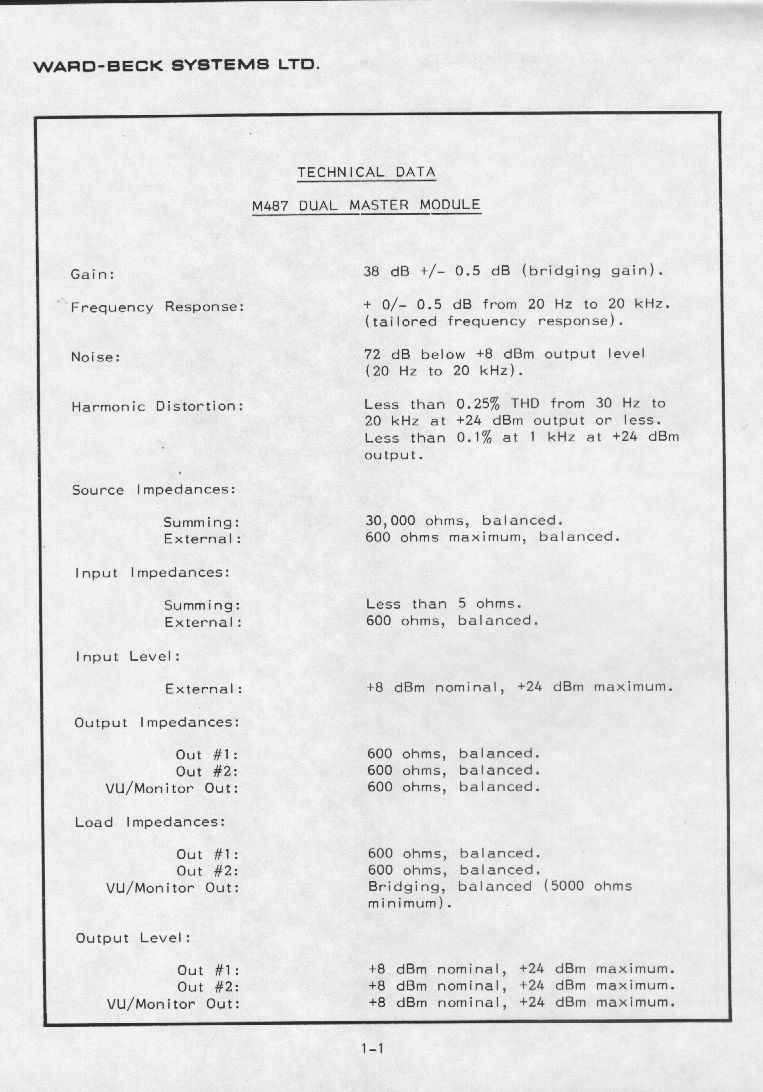 WARD-BECK SYSTEMS LTD.
TECHNICAL DATA
M487 DUAL MASTER MODULE
Gain: 38 dB +/- 0.5 dB (bridging gain).
Frequency Response: + 0/- 0.5 dB from 20 Hz to 20 kHz.
(tailored frequency response).
Noise: 72 dB below +8 dBm output level
(20 Hz to 20 kHz).
Harmonic Distortion: Less than 0.25% THD from 30 Hz to
20 kHz at +24 dBm output or less.
Less than 0.1% at 1 kHz at +24 dBm
output.
Source Impedances:
Summing: 30,000 ohms, balanced.
External: 600 ohms maximum, balanced.
Input Impedances:
Summing: Less than 5 ohms.
External: 600 ohms, balanced.
Input Level:
External: +8 dBm nominal, +24 dBm maximum.
Output Impedances:
Out #1: 600 ohms, balanced.
Out #2: 600 ohms, balanced.
VU/Monitor Out: 600 ohms, balanced.
Load Impedances:
Out #1: 600 ohms, balanced.
Out #2: 600 ohms, balanced.
VU/Monitor Out: Bridging, balanced (5000 ohms
minimum).
Output Level:
Out #1: +8 dBm nominal, +24 dBm maximum.
Out #2: +8 dBm nominal, +24 dBm maximum.
VU/Monitor Out: +8 dBm nominal, +24 dBm maximum.
1-1